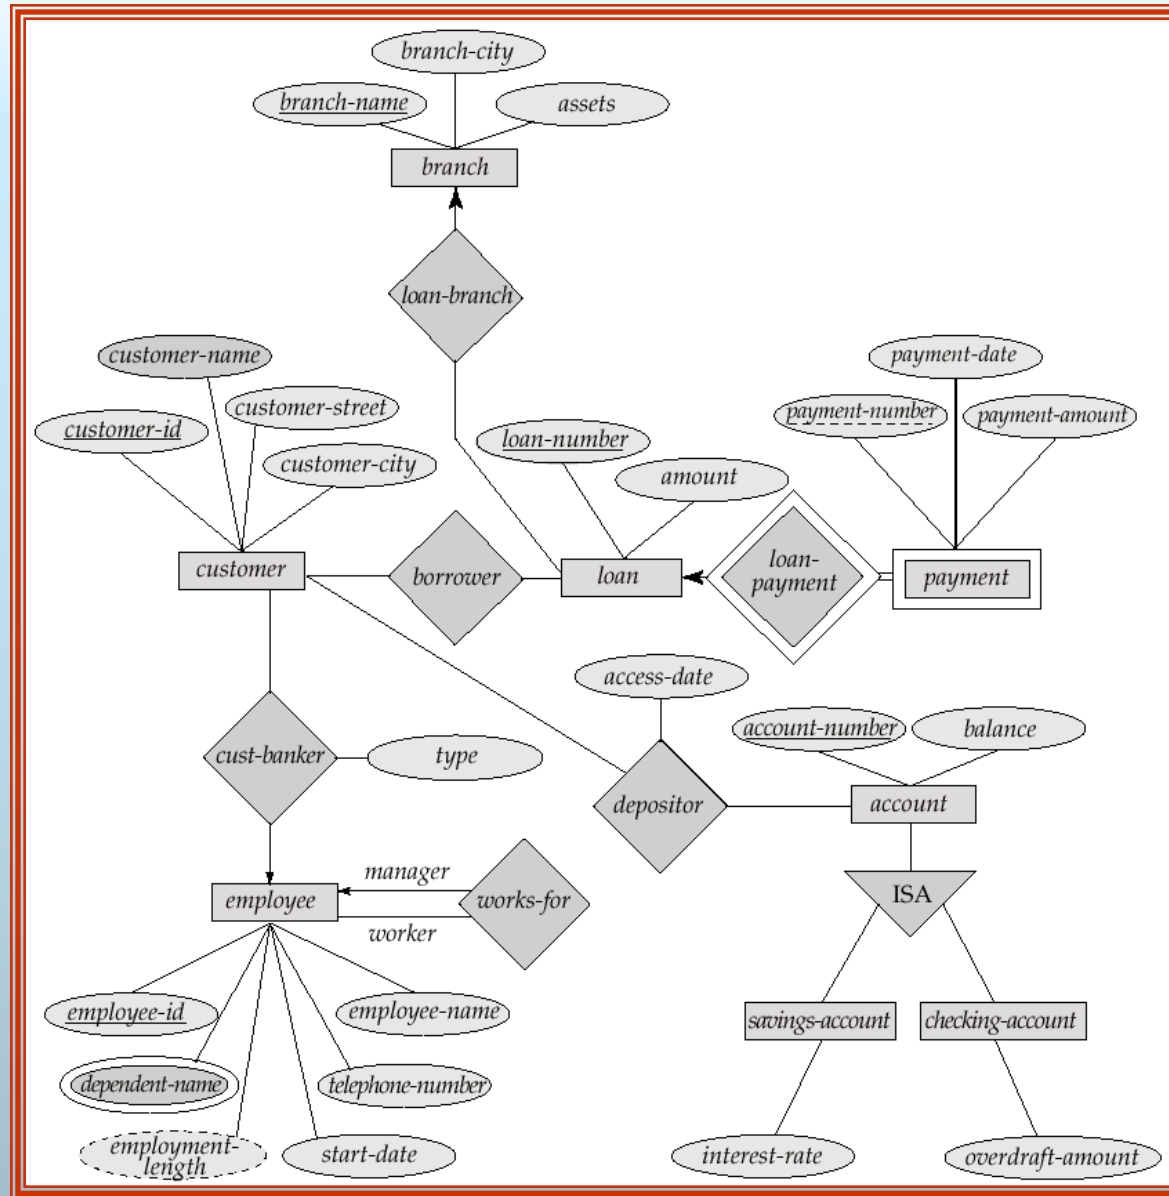 branch-city
branch-name
assets
branch
loan-branch
customer-name
payment-date
customer-street
payment-number
payment-amount
customer-id
loan-number
customer-city
amount
customer
borrower
loan
loan-
payment
payment
access-date
account-number
balance
cust-banker
type
depositor
account
manager
employee
works-for
worker
ISA
employee-id
employee-name
savings-account
checking-account
dependent-name
telephone-number
employment-
length
start-date
interest-rate
overdraft-amount